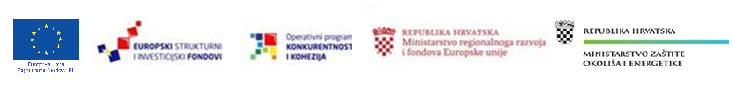 EUROPSKI STRUKTURNI
I INVESTICIJSKI FONDOVI
Operativni program
KONKURENTNOST
I KOHEZIJA
REPUBLIKA HRVATSKA
Ministarstvo regionalnoga razvoja
i fondova Europske unije
REPUBLIKA HRVATSKA
MINISTARSTVO ZAŠTITE
OKOLIŠA I ENERGETIKE